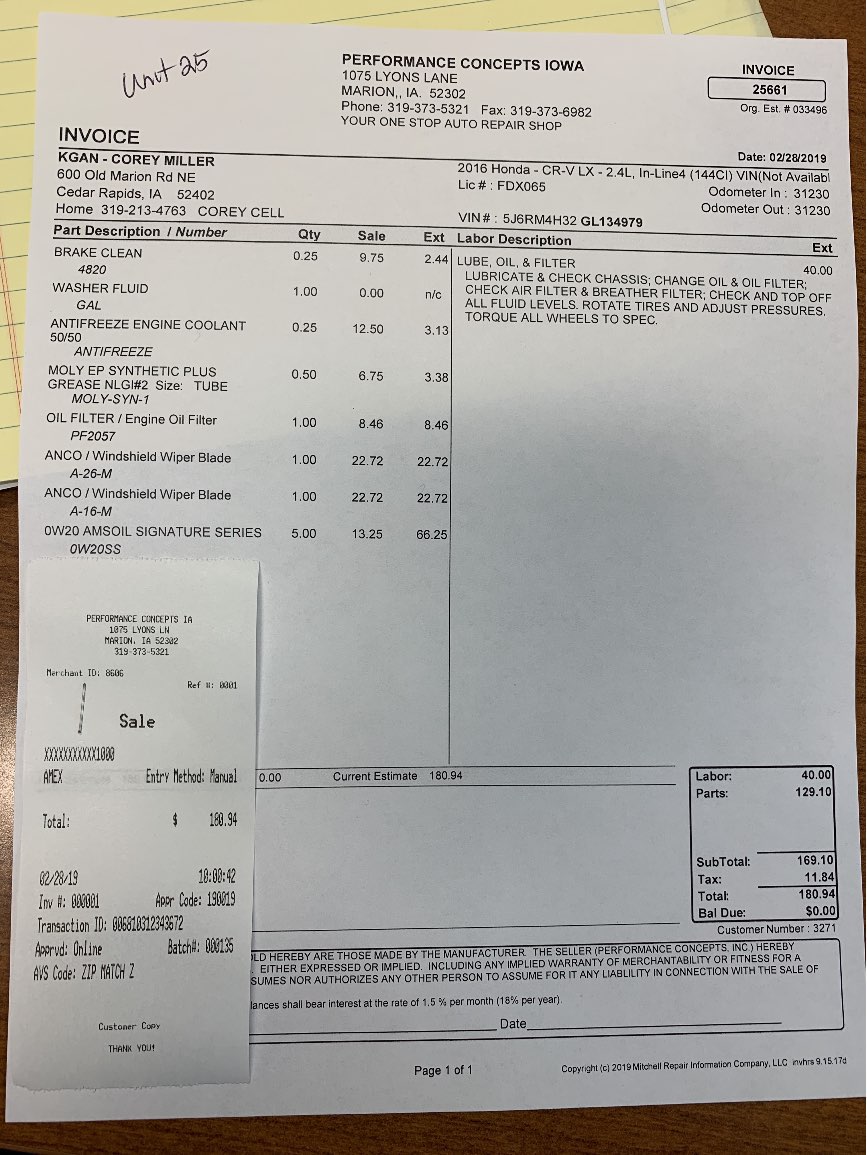 Unit 25
PERFORMANCE CONCEPTS IOWA
1075 LYONS LANE
MARION,, IA. 52302
Phone: 319-373-5321 Fax: 319-373-6982
YOUR ONE STOP AUTO REPAIR SHOP
INVOICE
25661
Org. Est. # 033496
INVOICE
Date: 02/28/2019
KGAN - COREY MILLER
600 Old Marion Rd NE
Cedar Rapids, IA 52402
Home 319-213-4763 COREY CELL
2016 Honda - CR-V LX - 2.4L, In-Line4 (144CI) VIN(Not Availabl
Lic # : FDX065
Odometer In : 31230
Odometer Out : 31230
VIN # : 5J6RM4H32 GL134979
Part Description / Number Qty Sale Ext
BRAKE CLEAN 0.25 9.75 2.44
4820
WASHER FLUID 1.00 0.00 n/c
GAL
ANTIFREEZE ENGINE COOLANT 0.25 12.50 3.13
50/50
ANTIFREEZE
MOLY EP SYNTHETIC PLUS 0.50 6.75 3.38
GREASE NLGI#2 Size: TUBE
MOLY-SYN-1
OIL FILTER / Engine Oil Filter 1.00 8.46 8.46
PF2057
ANCO / Windshield Wiper Blade 1.00 22.72 22.72
A-26-M
ANCO / Windshield Wiper Blade 1.00 22.72 22.72
A-16-M
0W20 AMSOIL SIGNATURE SERIES 5.00 13.25 66.25
0W20SS
Labor Description Ext
LUBE, OIL, & FILTER 40.00
LUBRICATE & CHECK CHASSIS; CHANGE OIL & OIL FILTER;
CHECK AIR FILTER & BREATHER FILTER; CHECK AND TOP OFF
ALL FLUID LEVELS. ROTATE TIRES AND ADJUST PRESSURES,
TORQUE ALL WHEELS TO SPEC.
PERFORMANCE CONCEPTS IA
1075 LYONS LN
MARION, IA 52302
319-373-5321
Merchant ID: 8606
Ref #: 0001
Sale
XXXXXXXXXXX1000
AMEX Entry Method: Manual
Total: $ 180.94
02/28/19 10:00:42
Inv #: 000001 Appr Code: 190019
Transaction ID: 006810312343672
Apprvd: Online Batch#: 000135
AVS Code: ZIP MATCH Z
Customer Copy
THANK YOU!
0.00 Current Estimate 180.94
Labor: 40.00
Parts: 129.10
SubTotal: 169.10
Tax: 11.84
Total: 180.94
Bal Due: $0.00
Customer Number : 3271
OLD HEREBY ARE THOSE MADE BY THE MANUFACTURER. THE SELLER (PERFORMANCE CONCEPTS, INC.) HEREBY
EITHER EXPRESSED OR IMPLIED. INCLUDING ANY IMPLIED WARRANTY OF MERCHANTABILITY OR FITNESS FOR A
SUMES NOR AUTHORIZES ANY OTHER PERSON TO ASSUME FOR IT ANY LIABLILITY IN CONNECTION WITH THE SALE OF
lances shall bear interest at the rate of 1.5 % per month (18% per year).
Date
Page 1 of 1
Copyright (c) 2019 Mitchell Repair Information Company, LLC invhrs 9.15.17d